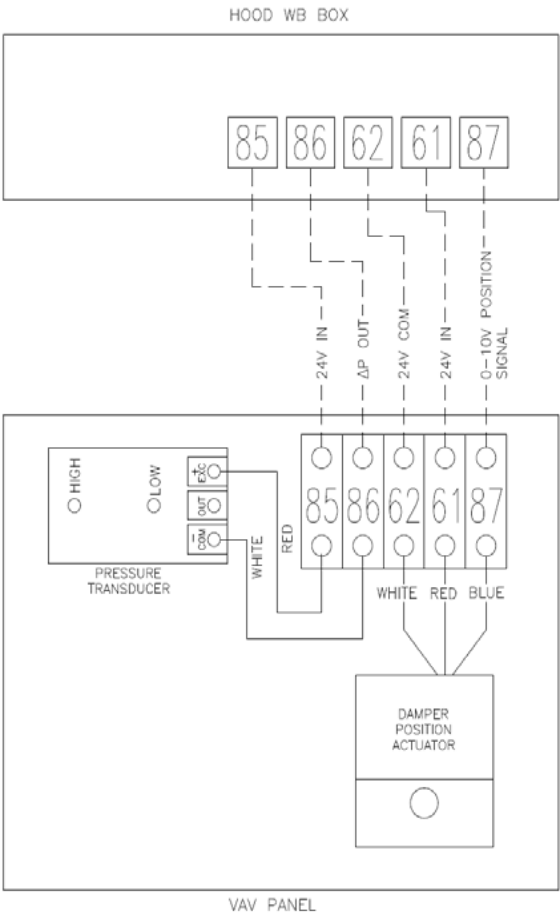 HOOD WB BOX
85 86 62 61 87
24V IN
ΔP OUT
24V COM
24V IN
0-10V POSITION
SIGNAL
HIGH
LOW
+
EXC
OUT
-
COM
85 86 62 61 87
PRESSURE
TRANSDUCER
WHITE
RED
WHITE RED BLUE
DAMPER
POSITION
ACTUATOR
VAV PANEL